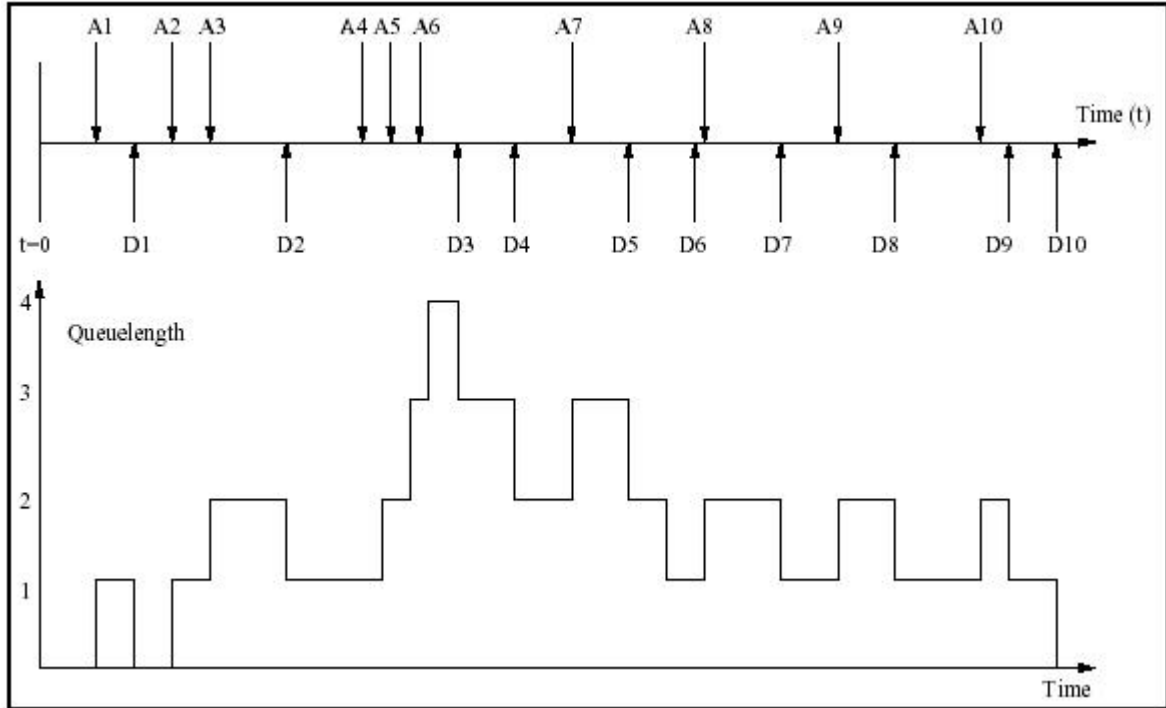 A1 A2 A3 A4 A5 A6 A7 A8 A9 A10
Time (t)
t=0 D1 D2 D3 D4 D5 D6 D7 D8 D9 D10
4
Queuelength
3
2
1
Time